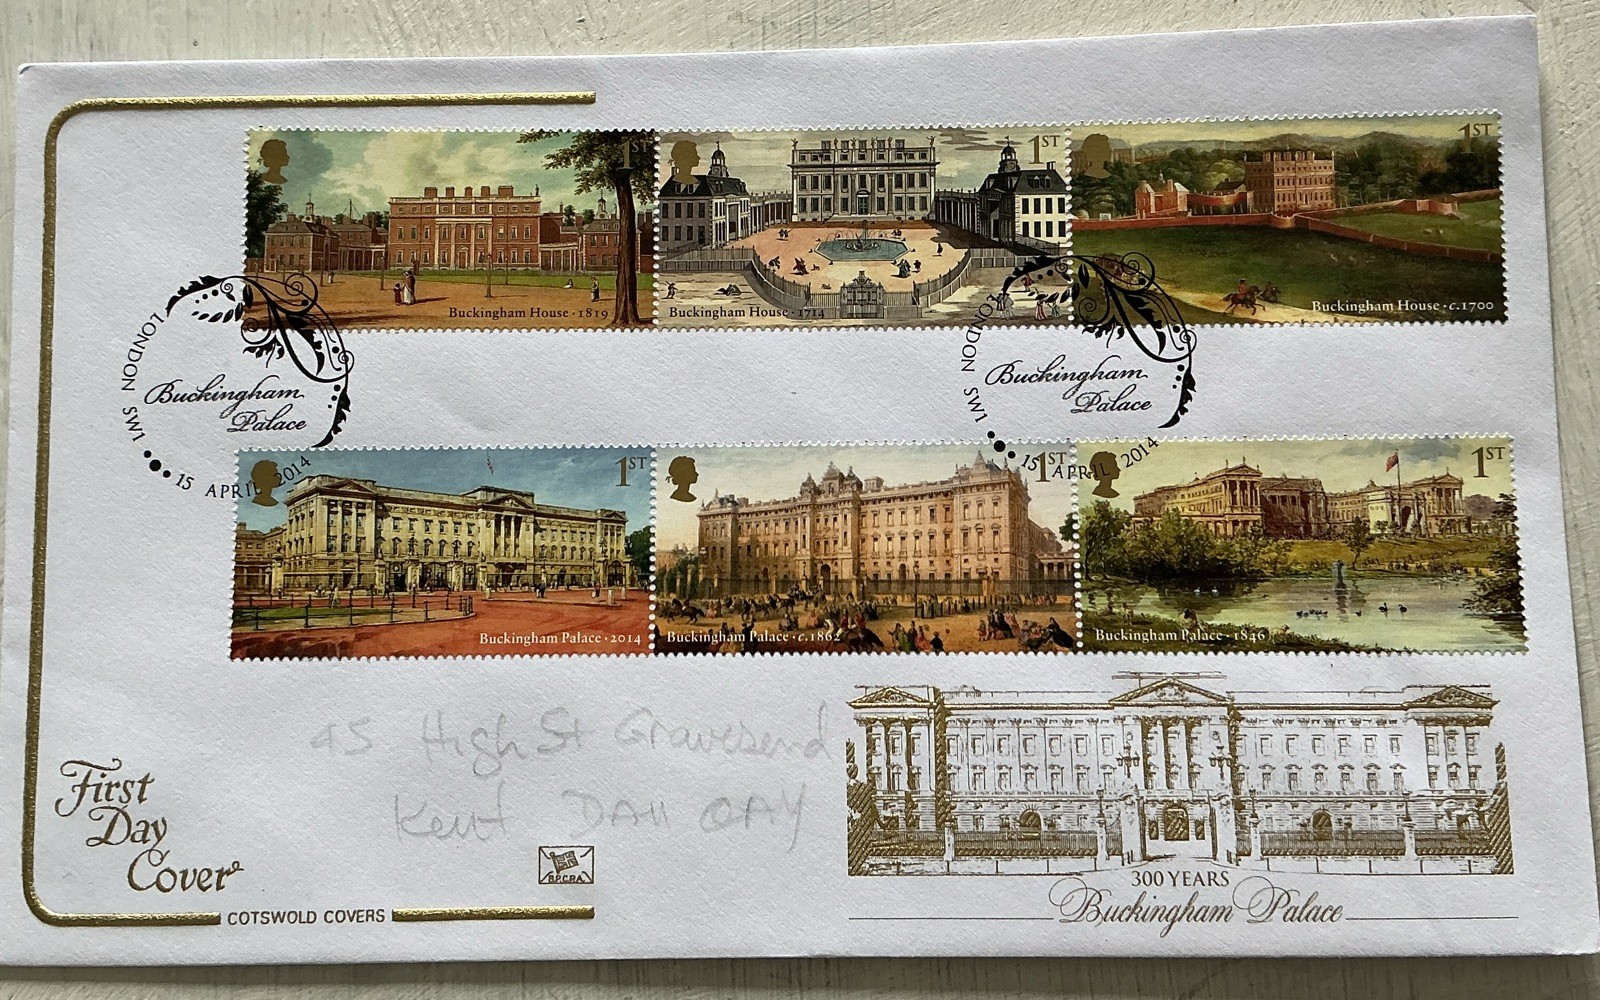 1ST
Buckingham House · 1819
1ST
Buckingham House · 1714
1ST
Buckingham House · c.1700
LONDON SW1
Buckingham
Palace
15 APRIL 2014
LONDON SW1
Buckingham
Palace
15 APRIL 2014
1ST
Buckingham Palace · 2014
1ST
Buckingham Palace · c.1862
1ST
Buckingham Palace · 1846
45 High St Gravesend
Kent DA11 0AY
First
Day
Cover
B.P.C.P.A.
COTSWOLD COVERS
300 YEARS
Buckingham Palace